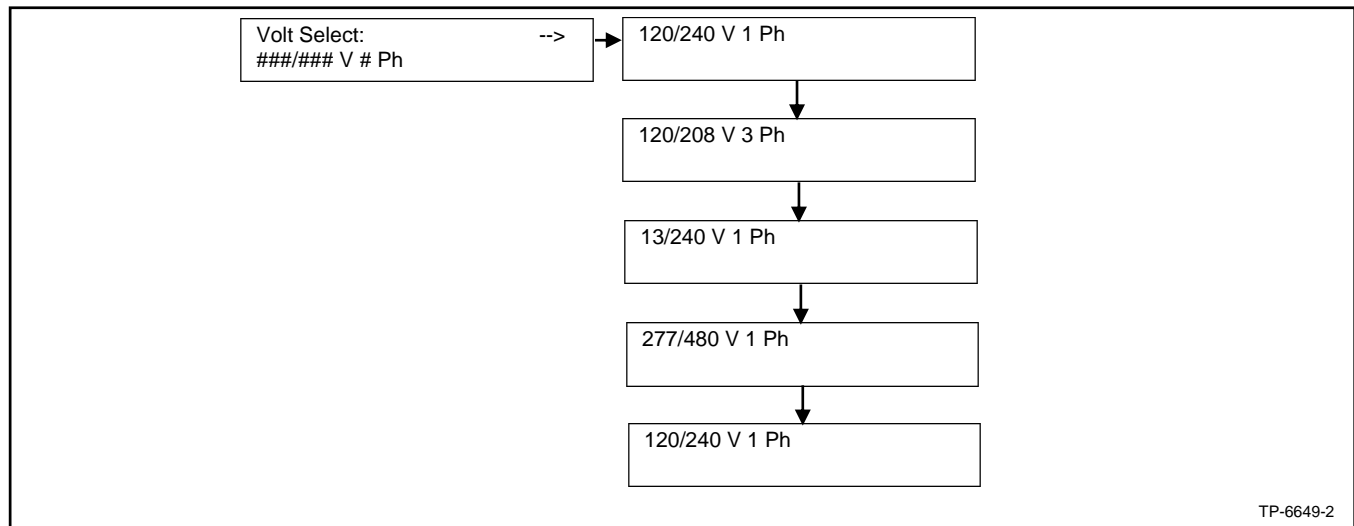 Volt Select: -->
###/### V # Ph
120/240 V 1 Ph
120/208 V 3 Ph
13/240 V 1 Ph
277/480 V 1 Ph
120/240 V 1 Ph
TP-6649-2